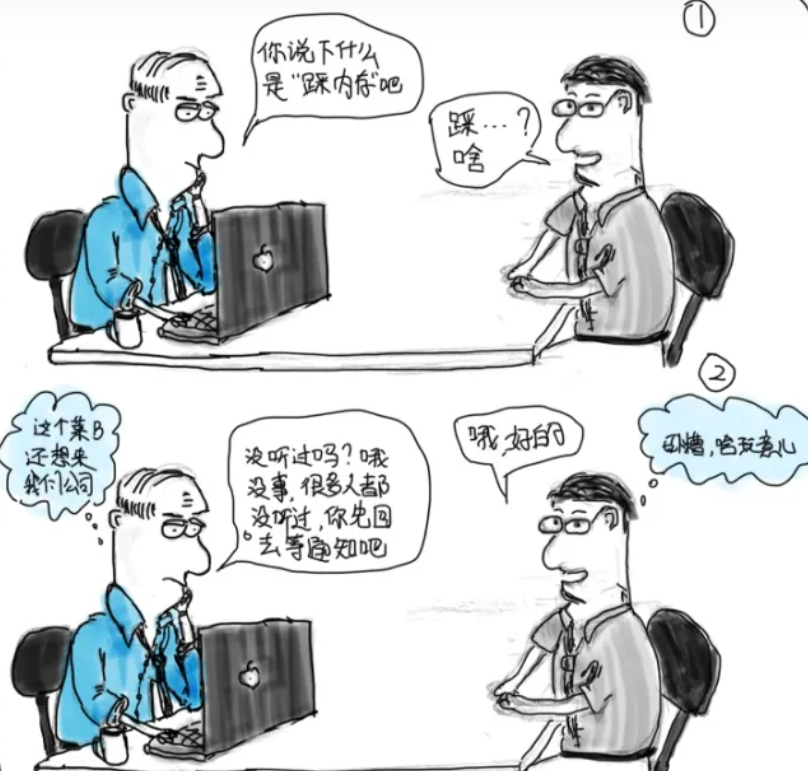 ①
你说下什么
是"踩内存"吧
踩…?
啥
②
这个菜B
还想来
我们公司
没听过吗？哦
没事，很多人都
没听过，你先回
去等通知吧
哦，好的
卧槽，啥玩意儿